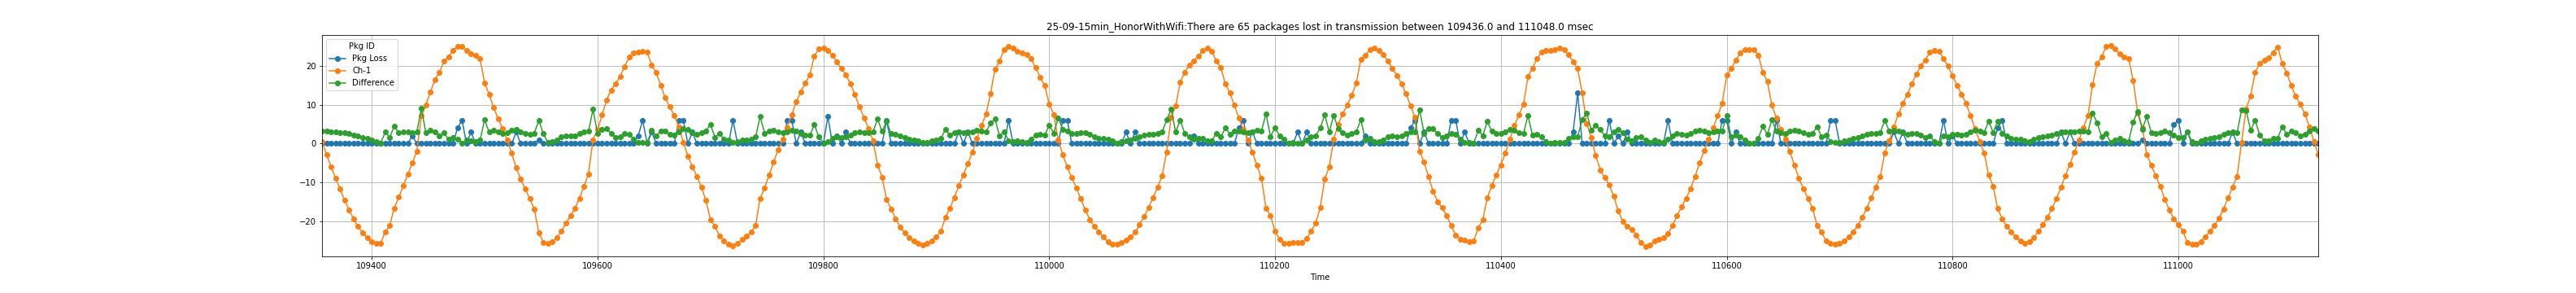 25-09-15min_HonorWithWifi:There are 65 packages lost in transmission between 109436.0 and 111048.0 msec
Pkg ID
Pkg Loss
Ch-1
Difference
20
10
0
−10
−20
109400 109600 109800 110000 110200 110400 110600 110800 111000
Time